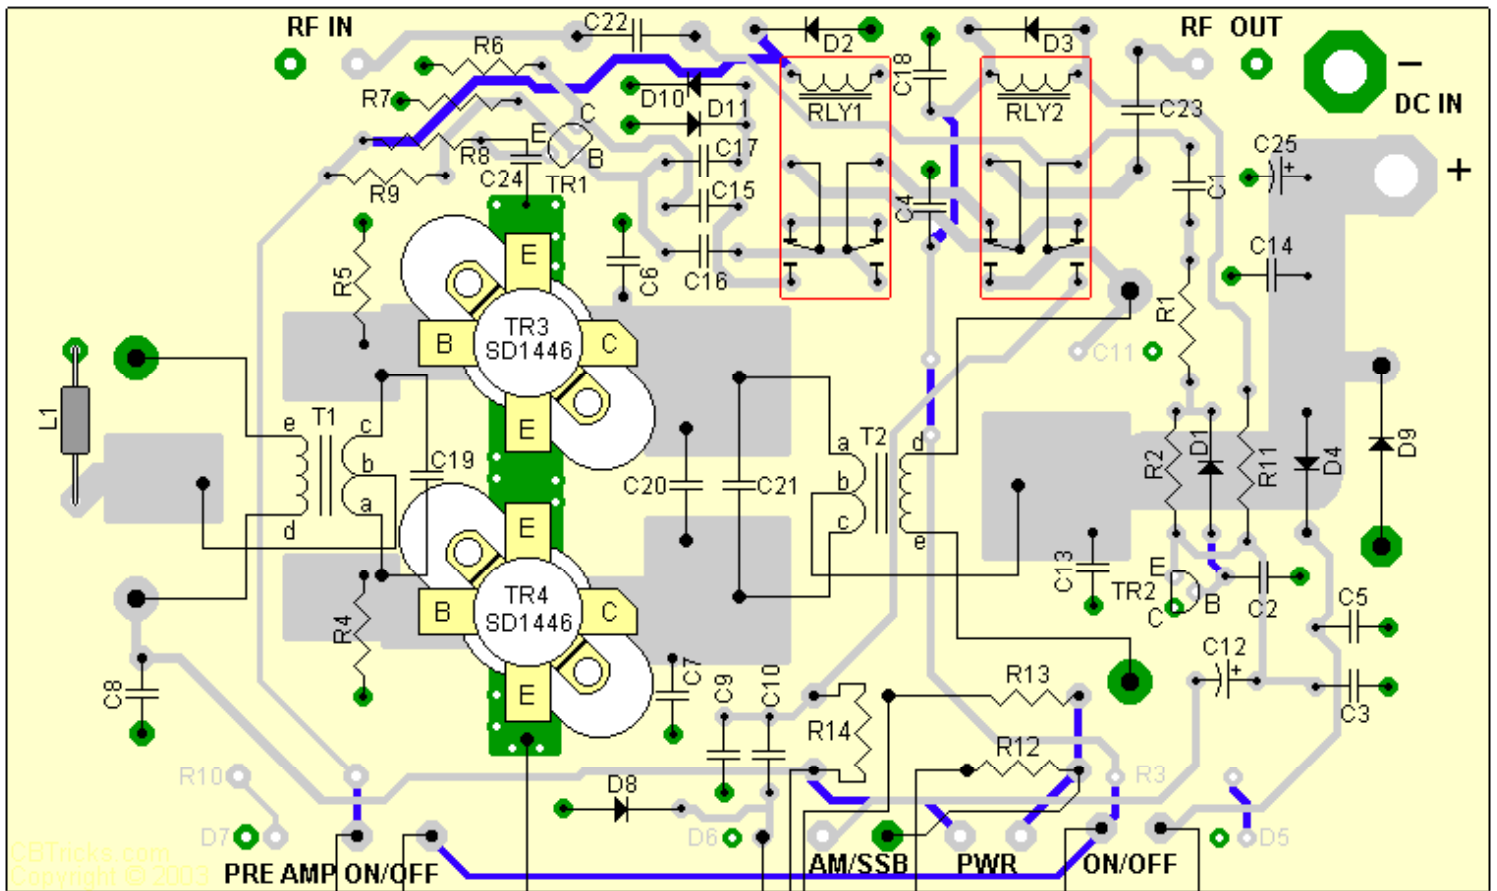 RF IN
C22
D2
D3
RF OUT
R6
C18
−
DC IN
R7
D10
D11
RLY1
RLY2
C23
C
E
R8
B
C17
C25
+
+
R9
C24
TR1
C15
C4
C1
E
C14
R5
C6
C16
R1
TR3
SD1446
B
C
C11
L1
T1
e
c
E
a
T2
d
D9
b
C19
b
R2
D1
R11
D4
C20
C21
a
c
d
E
e
C13
E
TR2
B
C
C2
C5
TR4
SD1446
B
C
R4
C12
+
C8
E
C7
C9
C10
R13
C3
R14
R10
R12
R3
D8
D7
D6
D5
CBTricks.com
Copyright © 2003
PRE AMP ON/OFF
AM/SSB
PWR
ON/OFF